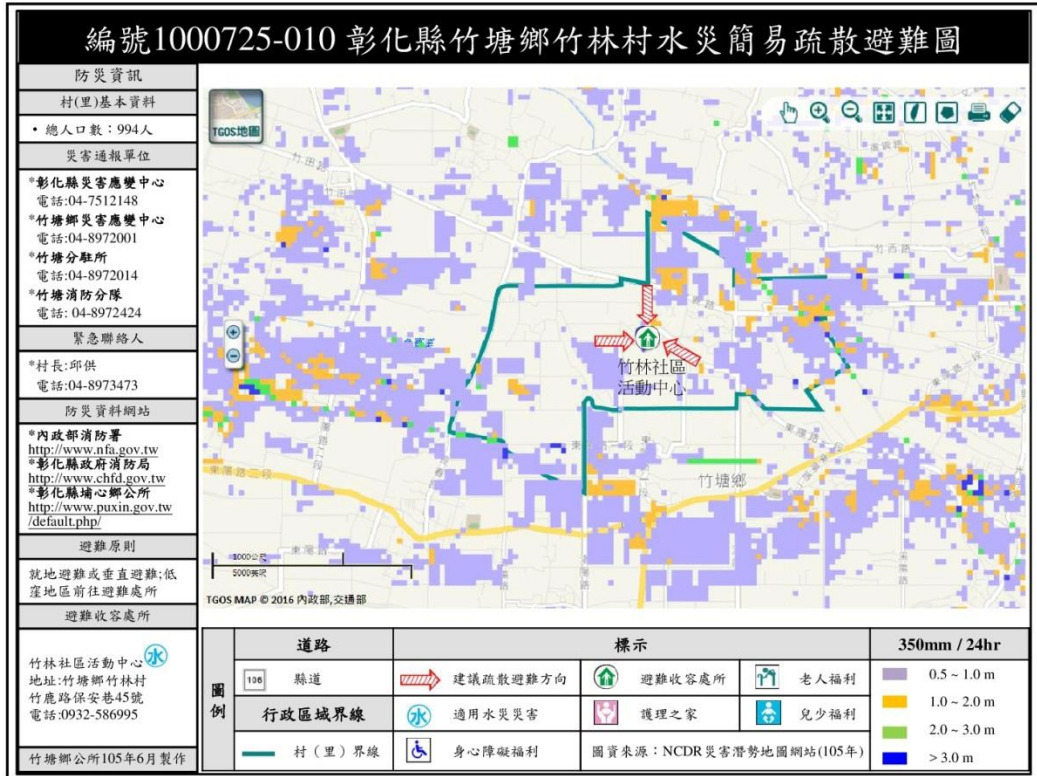 編號1000725-010 彰化縣竹塘鄉竹林村水災簡易疏散避難圖
防災資訊
村(里)基本資料
• 總人口數：994人
災害通報單位
*彰化縣災害應變中心
電話:04-7512148
*竹塘鄉災害應變中心
電話:04-8972001
*竹塘分駐所
電話:04-8972014
*竹塘消防分隊
電話: 04-8972424
緊急聯絡人
*村長:邱供
電話:04-8973473
防災資料網站
*內政部消防署
http://www.nfa.gov.tw
*彰化縣政府消防局
http://www.chfd.gov.tw
*彰化縣埔心鄉公所
http://www.puxin.gov.tw
/default.php/
避難原則
就地避難或垂直避難;低
窪地區前往避難處所
避難收容處所
竹林社區活動中心 水
地址:竹塘鄉竹林村
竹鹿路保安巷45號
電話:0932-586995
竹塘鄉公所105年6月製作
TGOS地圖
竹田路
竹西路
竹林社區
活動中心
竹塘鄉
東陽路二段
1000公尺
5000英呎
TGOS MAP © 2016 內政部,交通部
圖例
道路
標示
350mm / 24hr
106 縣道
建議疏散避難方向
避難收容處所
老人福利
行政區域界線
水 適用水災災害
護理之家
兒少福利
村（里）界線
身心障礙福利
圖資來源：NCDR災害潛勢地圖網站(105年)
0.5 ~ 1.0 m
1.0 ~ 2.0 m
2.0 ~ 3.0 m
> 3.0 m